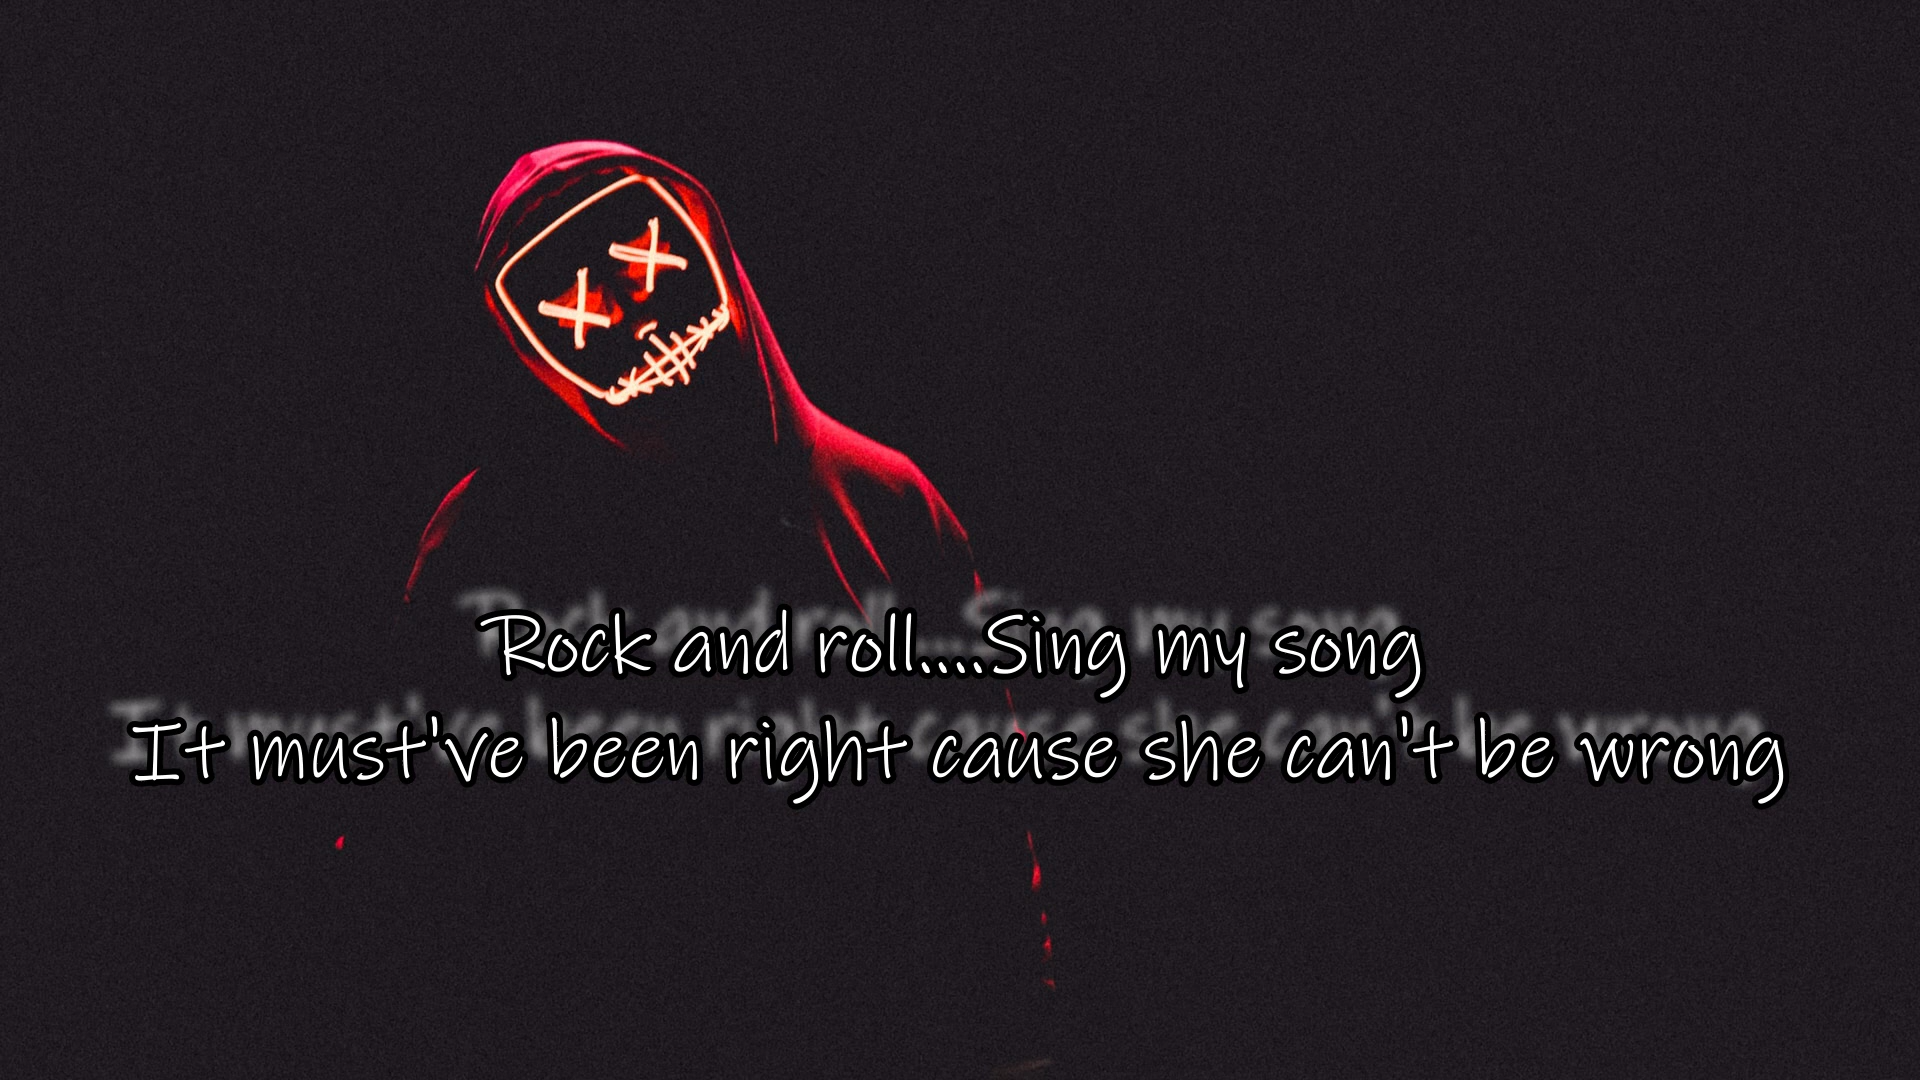 Rock and roll....Sing my song
It must've been right cause she can't be wrong